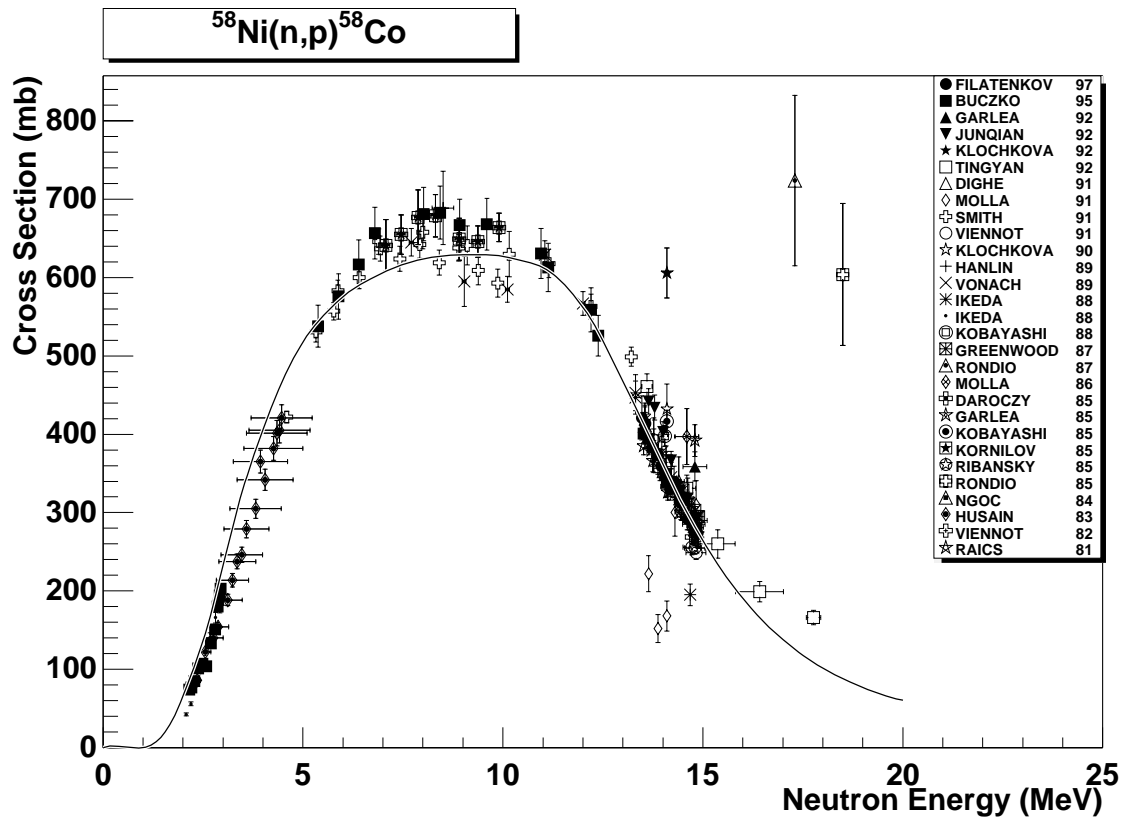 58Ni(n,p)58Co
Cross Section (mb)
800
700
600
500
400
300
200
100
0
0 5 10 15 20 25
Neutron Energy (MeV)
FILATENKOV 97
BUCZKO 95
GARLEA 92
JUNQIAN 92
KLOCHKOVA 92
TINGYAN 92
DIGHE 91
MOLLA 91
SMITH 91
VIENNOT 91
KLOCHKOVA 90
HANLIN 89
VONACH 89
IKEDA 88
IKEDA 88
KOBAYASHI 88
GREENWOOD 87
RONDIO 87
MOLLA 86
DAROCZY 85
GARLEA 85
KOBAYASHI 85
KORNILOV 85
RIBANSKY 85
RONDIO 85
NGOC 84
HUSAIN 83
VIENNOT 82
RAICS 81